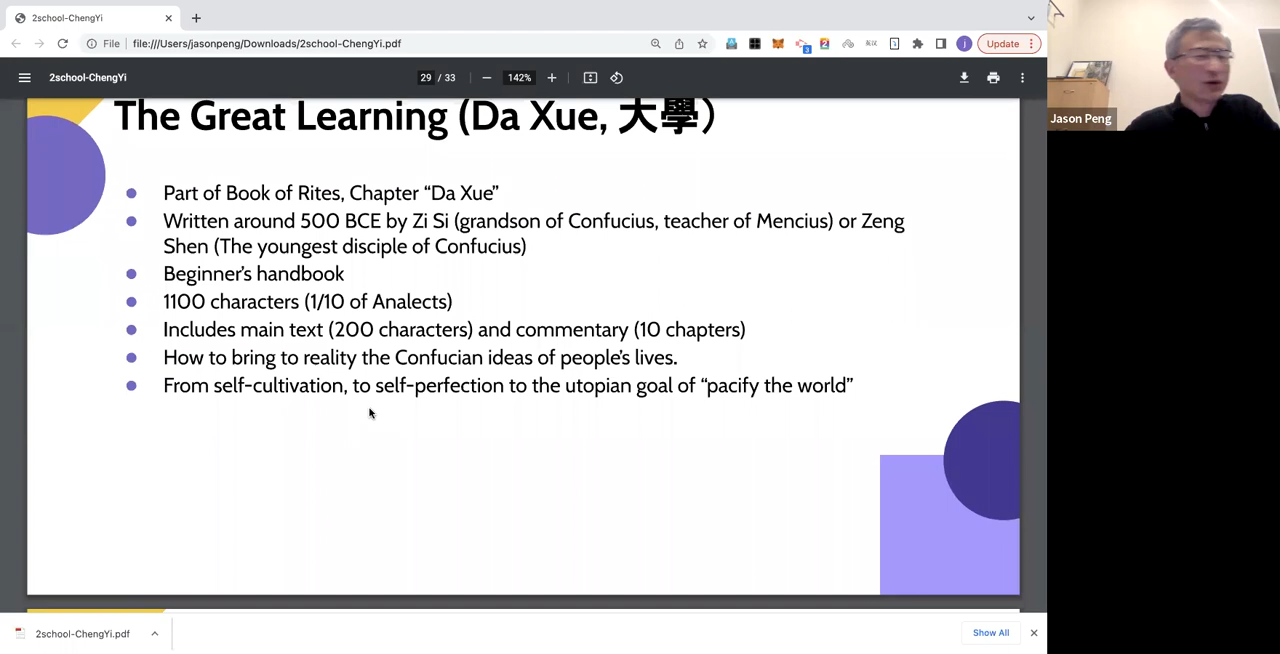 2school-ChengYi
File
file:///Users/jasonpeng/Downloads/2school-ChengYi.pdf
Update
2school-ChengYi
29 / 33
142%
Jason Peng
The Great Learning (Da Xue, 大學）
Part of Book of Rites, Chapter “Da Xue”
Written around 500 BCE by Zi Si (grandson of Confucius, teacher of Mencius) or Zeng
Shen (The youngest disciple of Confucius)
Beginner’s handbook
1100 characters (1/10 of Analects)
Includes main text (200 characters) and commentary (10 chapters)
How to bring to reality the Confucian ideas of people’s lives.
From self-cultivation, to self-perfection to the utopian goal of “pacify the world”
2school-ChengYi.pdf
Show All